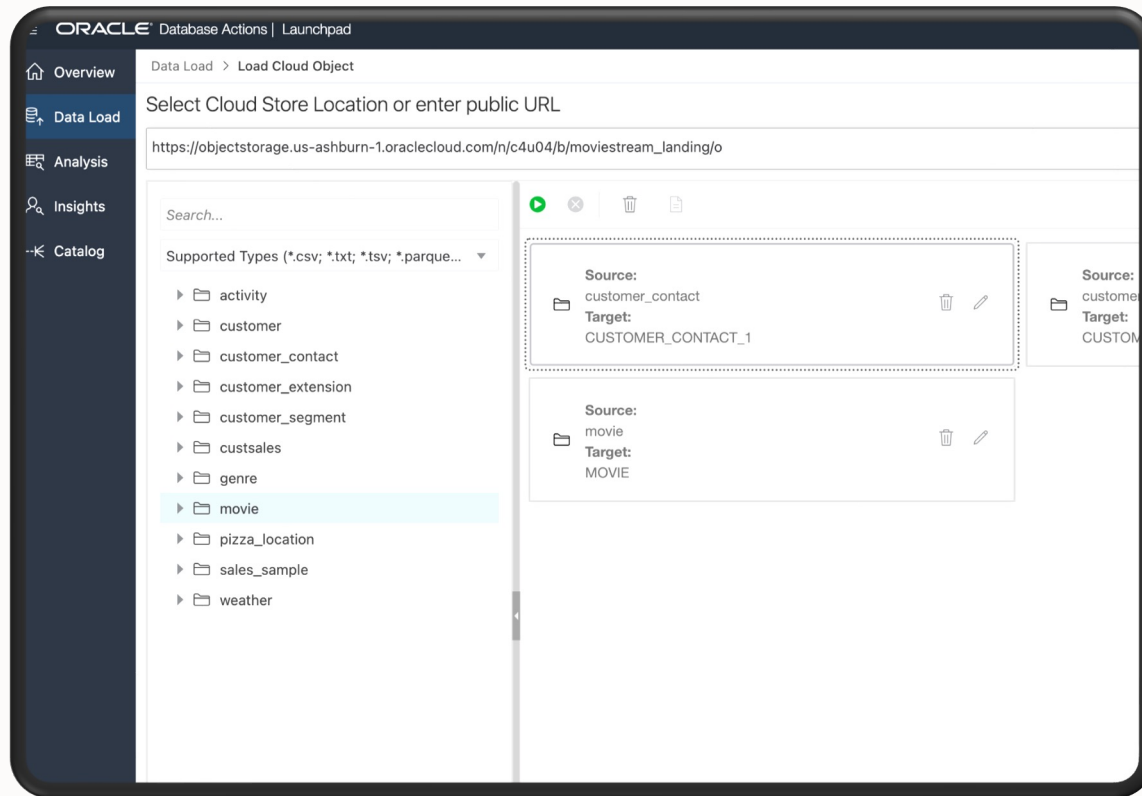 ORACLE Database Actions | Launchpad
Overview
Data Load
Analysis
Insights
Catalog
Data Load > Load Cloud Object
Select Cloud Store Location or enter public URL
https://objectstorage.us-ashburn-1.oraclecloud.com/n/c4u04/b/moviestream_landing/o
Search...
Supported Types (*.csv; *.txt; *.tsv; *.parque...
activity
customer
customer_contact
customer_extension
customer_segment
custsales
genre
movie
pizza_location
sales_sample
weather
Source:
customer_contact
Target:
CUSTOMER_CONTACT_1
Source:
custome
Target:
CUSTOM
Source:
movie
Target:
MOVIE